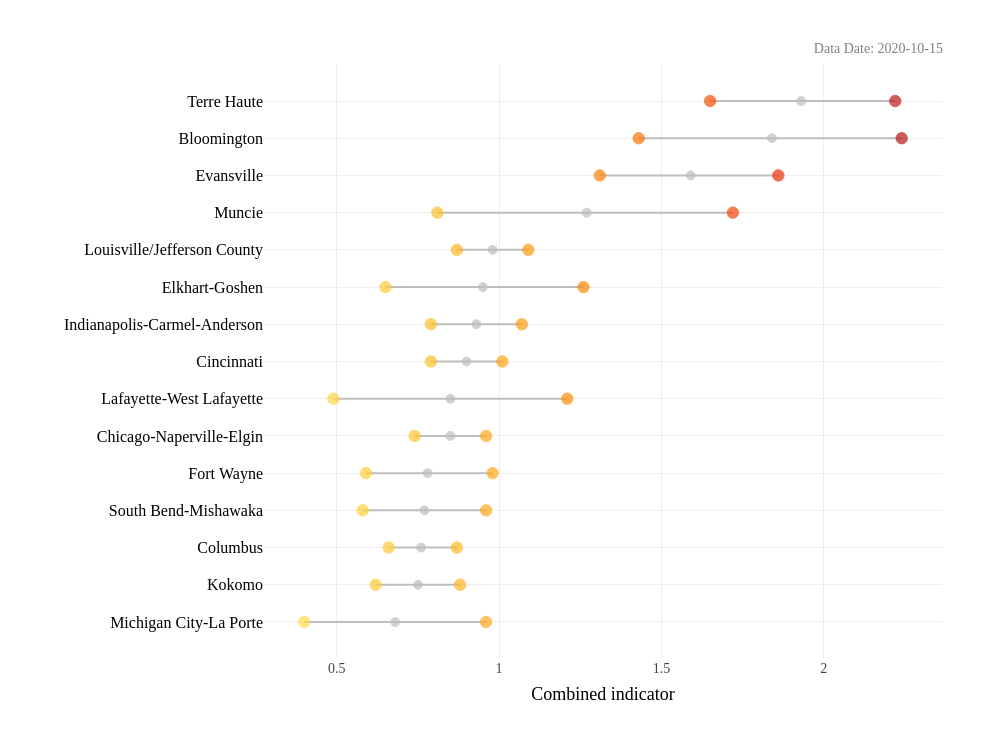 Data Date: 2020-10-15
Terre Haute
Bloomington
Evansville
Muncie
Louisville/Jefferson County
Elkhart-Goshen
Indianapolis-Carmel-Anderson
Cincinnati
Lafayette-West Lafayette
Chicago-Naperville-Elgin
Fort Wayne
South Bend-Mishawaka
Columbus
Kokomo
Michigan City-La Porte
0.5 1 1.5 2
Combined indicator